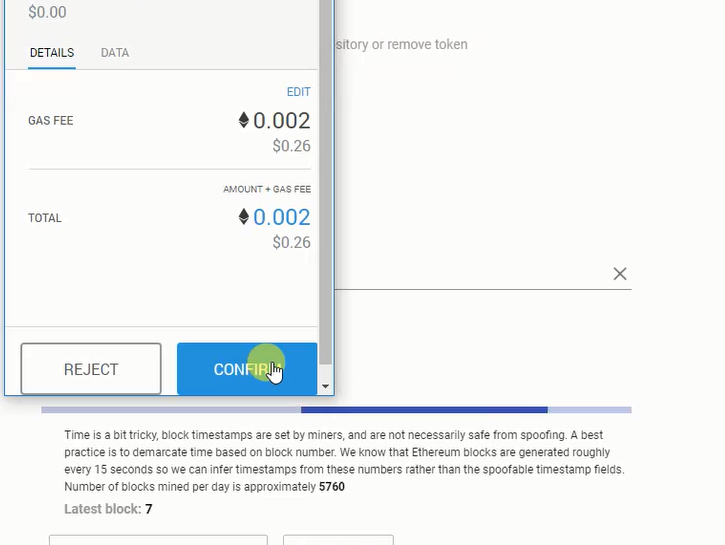 $0.00
DETAILS DATA
sitory or remove token
EDIT
GAS FEE 0.002
$0.26
AMOUNT + GAS FEE
TOTAL 0.002
$0.26
REJECT CONFIRM
Time is a bit tricky, block timestamps are set by miners, and are not necessarily safe from spoofing. A best
practice is to demarcate time based on block number. We know that Ethereum blocks are generated roughly
every 15 seconds so we can infer timestamps from these numbers rather than the spoofable timestamp fields.
Number of blocks mined per day is approximately 5760
Latest block: 7